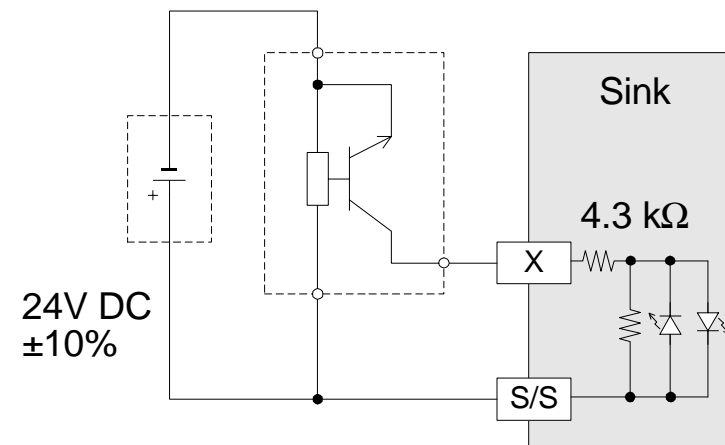 Sink
4.3 kΩ
X
+
24V DC
±10%
S/S